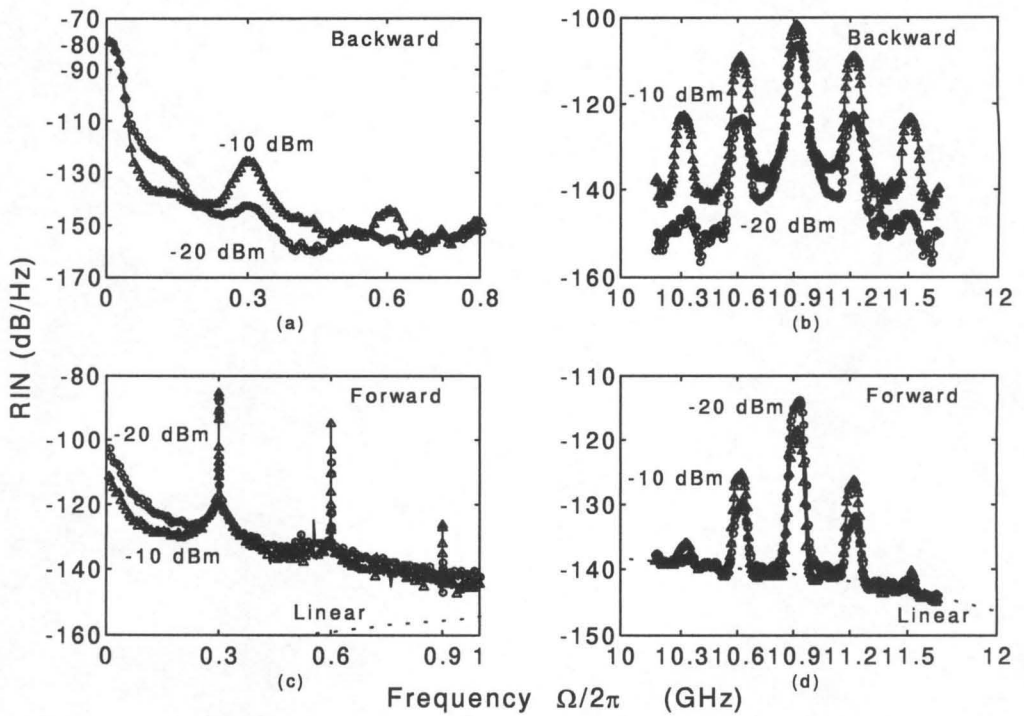 -70
-80
-90
-110
-130
-150
-170
Backward
-10 dBm
-20 dBm
0
0.3
0.6
0.8
(a)
-100
-120
-140
-160
Backward
-10 dBm
-20 dBm
10
10.3
10.6
10.9
11.2
11.5
12
(b)
RIN (dB/Hz)
-80
-100
-120
-140
-160
Forward
-20 dBm
-10 dBm
Linear
0
0.3
0.6
0.9
1
(c)
-110
-120
-130
-140
-150
Forward
-20 dBm
-10 dBm
Linear
10
10.3
10.6
10.9
11.2
11.5
12
(d)
Frequency Ω/2π (GHz)